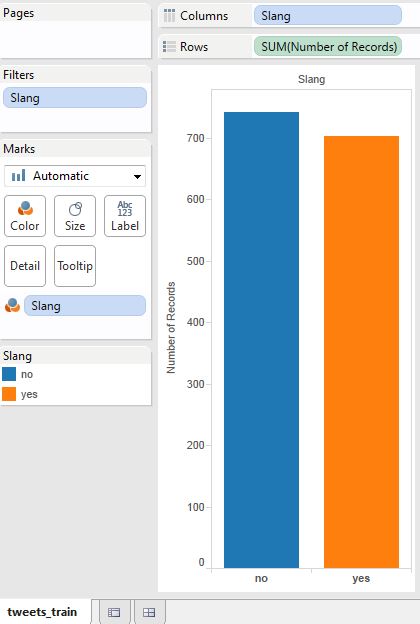 Pages
Columns
Slang
Rows
SUM(Number of Records)
Filters
Slang
Marks
Automatic
Color
Size
Abc
123
Label
Detail
Tooltip
Slang
Slang
no
yes
Slang
Number of Records
700
600
500
400
300
200
100
0
no
yes
tweets_train